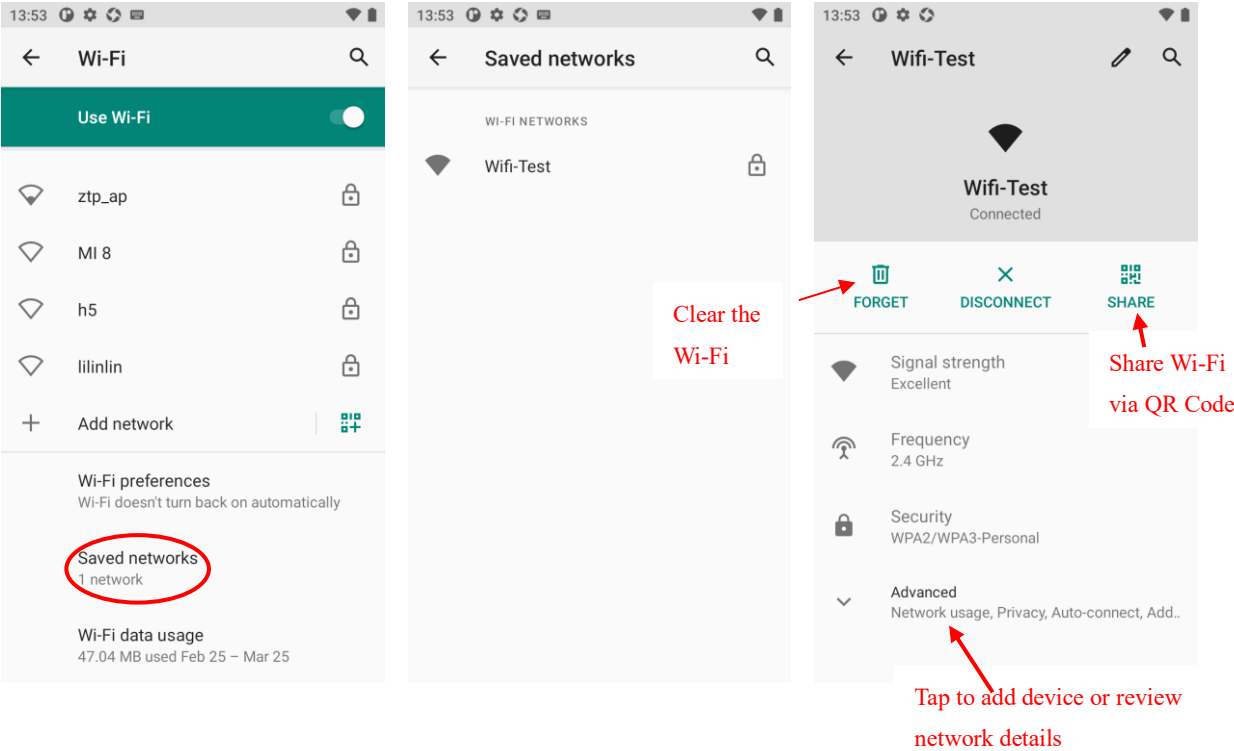 13:53
Wi-Fi
Use Wi-Fi
ztp_ap
MI 8
h5
lilinlin
Add network
Wi-Fi preferences
Wi-Fi doesn't turn back on automatically
Saved networks
1 network
Wi-Fi data usage
47.04 MB used Feb 25 – Mar 25
13:53
Saved networks
WI-FI NETWORKS
Wifi-Test
Clear the
Wi-Fi
13:53
Wifi-Test
Wifi-Test
Connected
FORGET
DISCONNECT
SHARE
Share Wi-Fi
via QR Code
Signal strength
Excellent
Frequency
2.4 GHz
Security
WPA2/WPA3-Personal
Advanced
Network usage, Privacy, Auto-connect, Add..
Tap to add device or review
network details